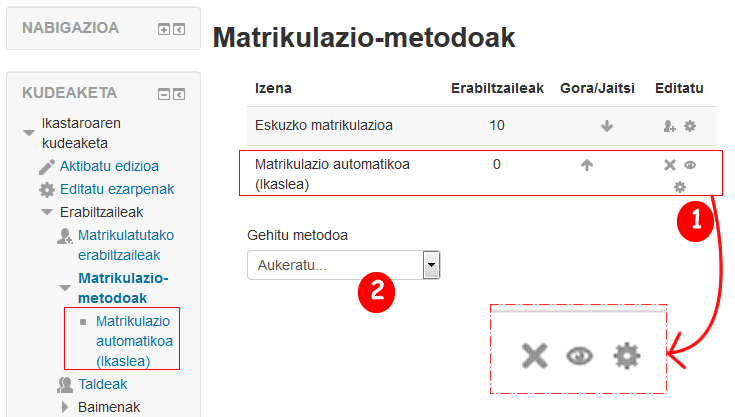 NABIGAZIOA
KUDEAKETA
Ikastaroaren
kudeaketa
Aktibatu edizioa
Editatu ezarpenak
Erabiltzaileak
Matrikulatutako
erabiltzaileak
Matrikulazio-
metodoak
Matrikulazio
automatikoa
(Ikaslea)
Taldeak
Baimenak
Matrikulazio-metodoak
Izena Erabiltzaileak Gora/Jaitsi Editatu
Eskuzko matrikulazioa 10
Matrikulazio automatikoa 0
(Ikaslea)
1
Gehitu metodoa
Aukeratu...
2